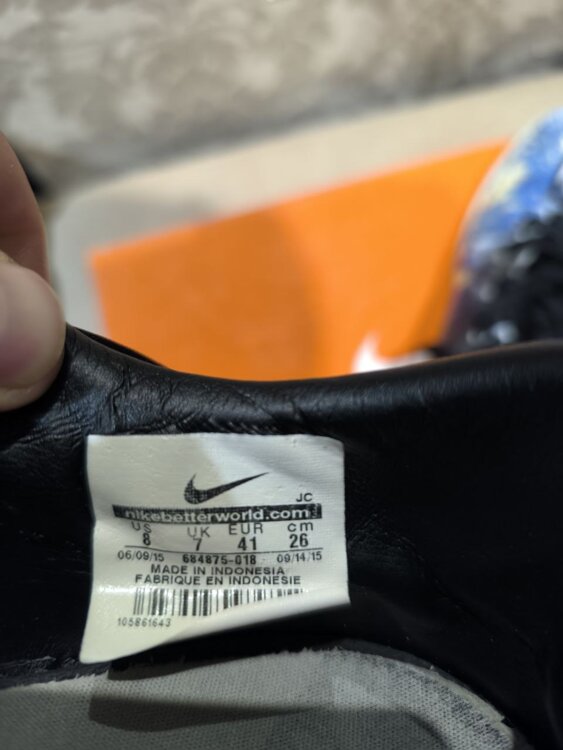 JC
nikebetterworld.com
US UK EUR cm
8 7 41 26
06/09/15 684875-018 09/14/15
MADE IN INDONESIA
FABRIQUE EN INDONESIE
105861643